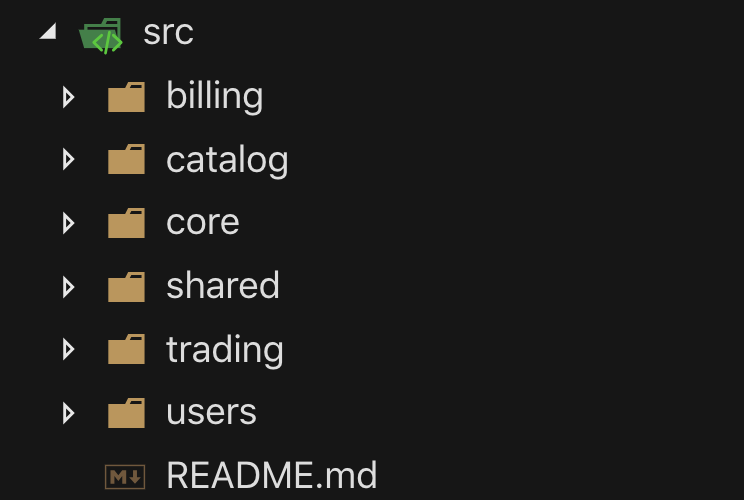 src
billing
catalog
core
shared
trading
users
M README.md